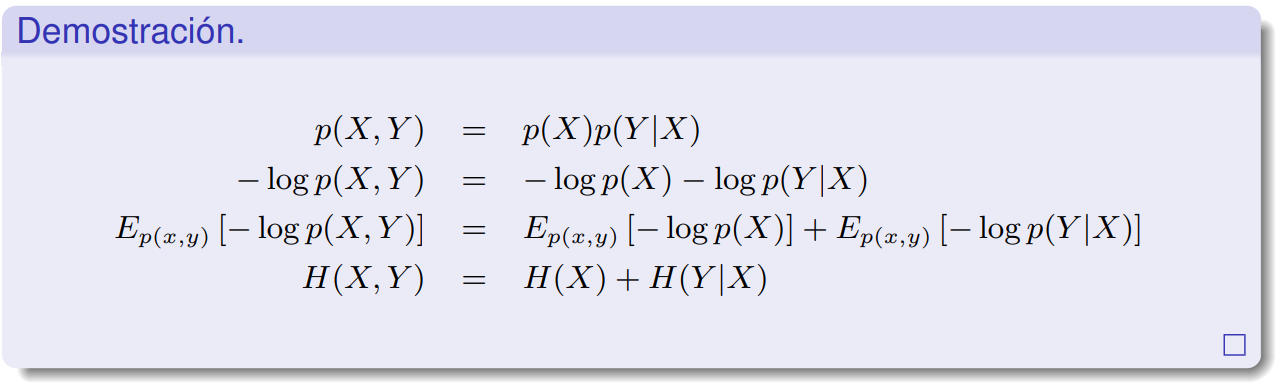 Demostración.
p(X, Y) = p(X)p(Y|X)
− log p(X, Y) = − log p(X) − log p(Y|X)
E_{p(x,y)} [− log p(X, Y)] = E_{p(x,y)} [− log p(X)] + E_{p(x,y)} [− log p(Y|X)]
H(X, Y) = H(X) + H(Y|X)
□